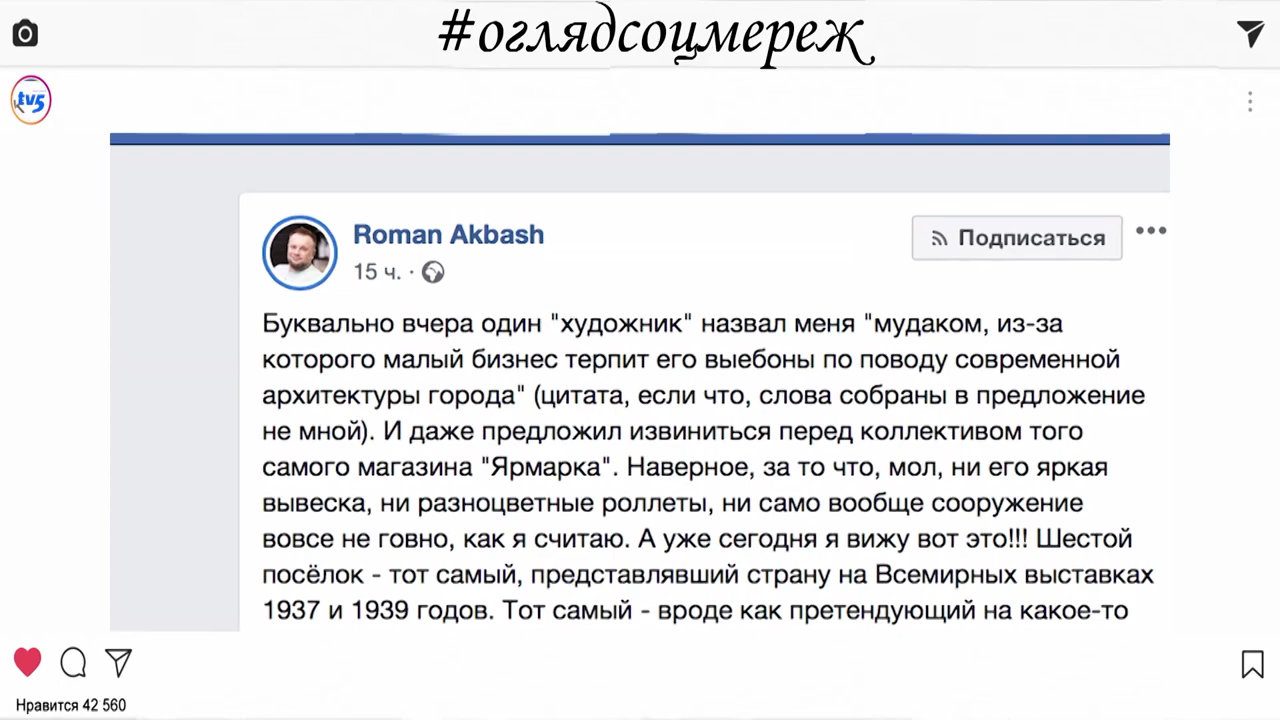 #оглядсоцмереж
tv5
Roman Akbash
Подписаться
15 ч. ·
Буквально вчера один "художник" назвал меня "мудаком, из-за
которого малый бизнес терпит его выебоны по поводу современной
архитектуры города" (цитата, если что, слова собраны в предложение
не мной). И даже предложил извиниться перед коллективом того
самого магазина "Ярмарка". Наверное, за то что, мол, ни его яркая
вывеска, ни разноцветные роллеты, ни само вообще сооружение
вовсе не говно, как я считаю. А уже сегодня я вижу вот это!!! Шестой
посёлок - тот самый, представлявший страну на Всемирных выставках
1937 и 1939 годов. Тот самый - вроде как претендующий на какое-то
Нравится 42 560